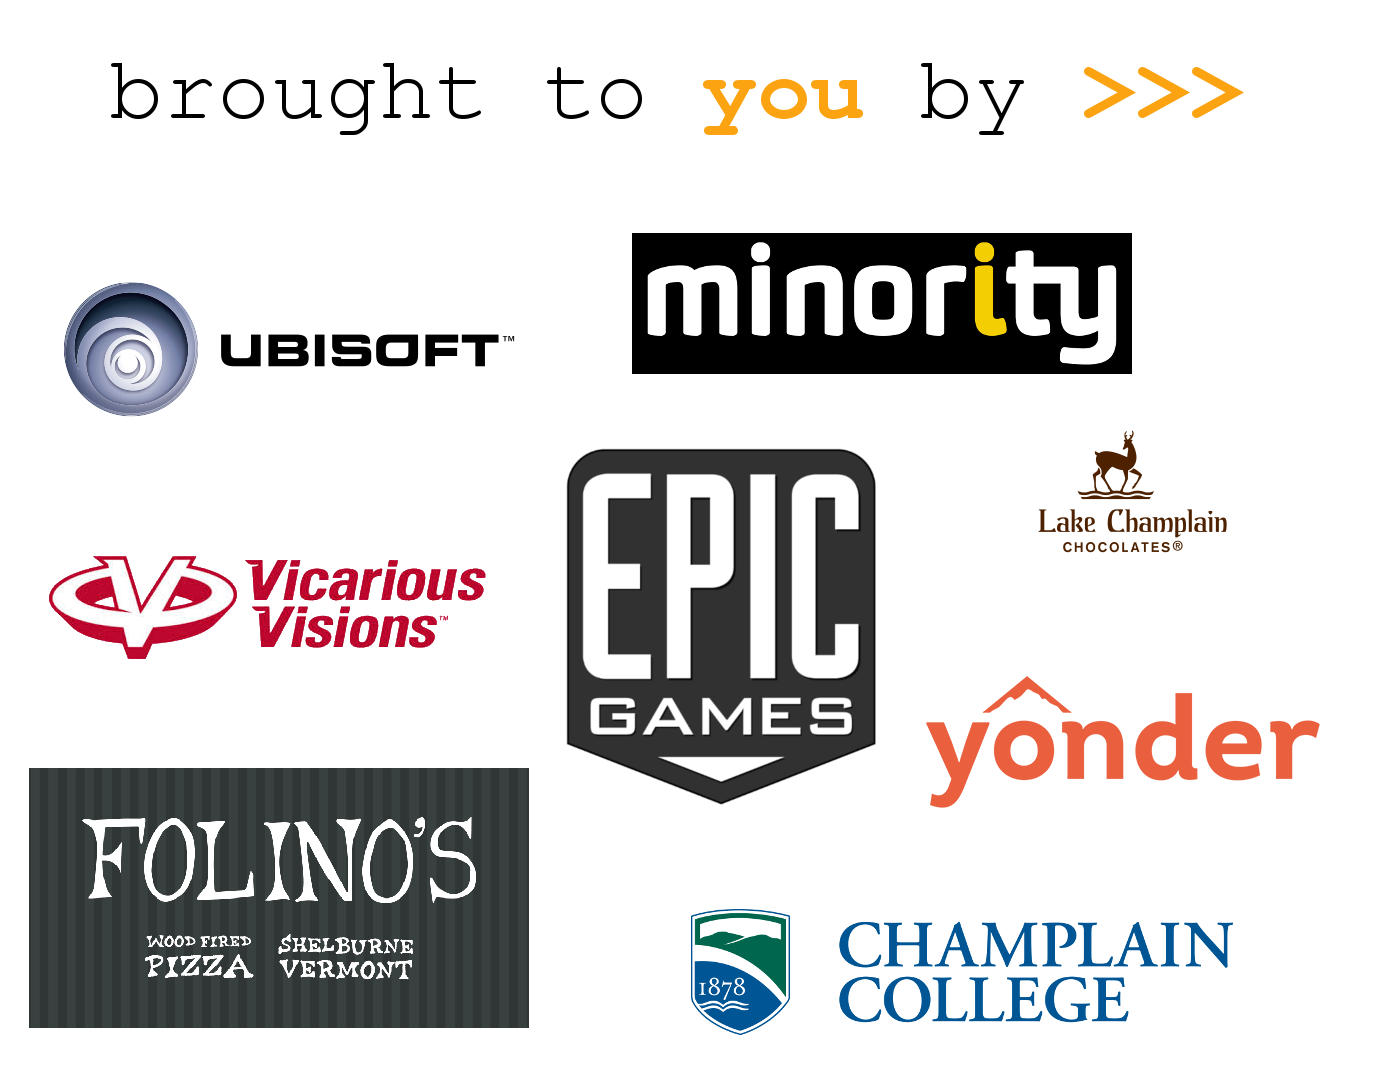 brought to you by >>>
UBISOFT™
minority
Lake Champlain
CHOCOLATES®
EPIC
GAMES
Vicarious
Visions™
yonder
FOLINO'S
WOOD FIRED
PIZZA
SHELBURNE
VERMONT
1878
CHAMPLAIN
COLLEGE